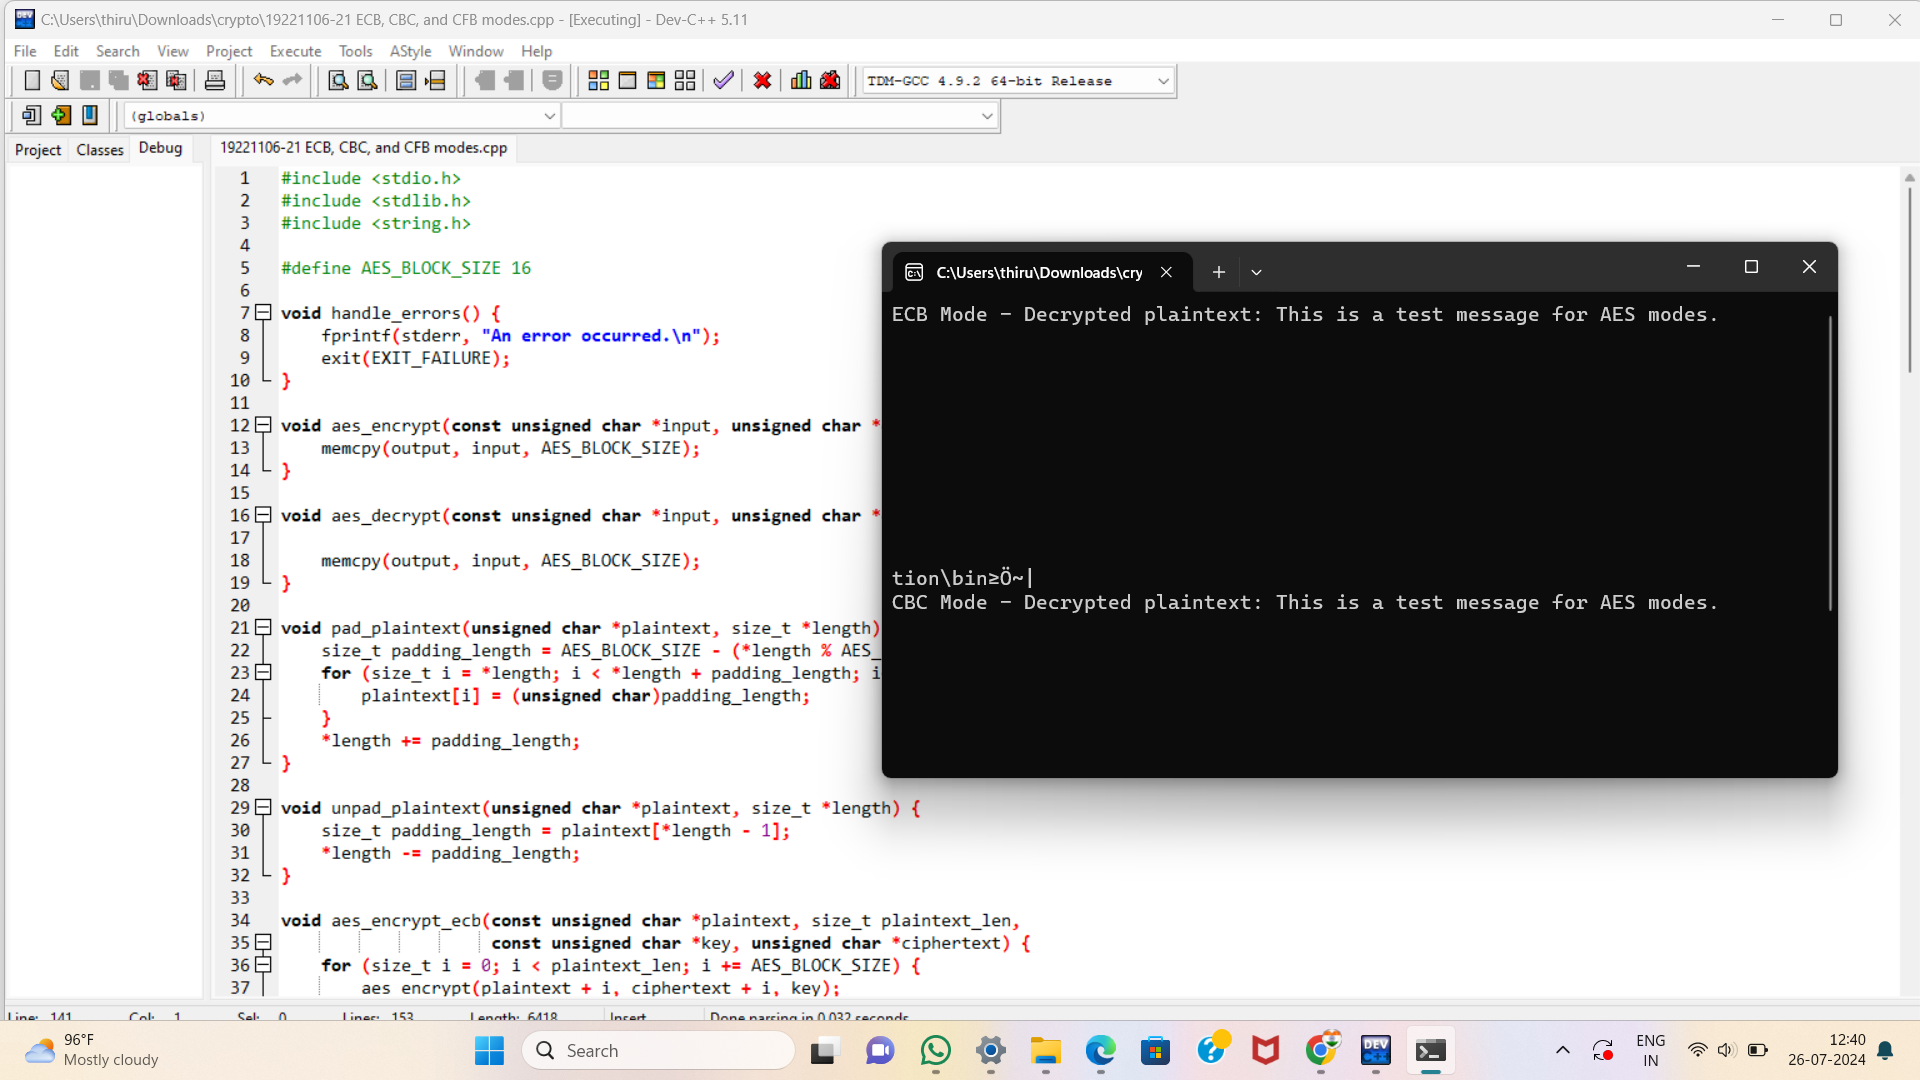 C:\Users\thiru\Downloads\crypto\19221106-21 ECB, CBC, and CFB modes.cpp - [Executing] - Dev-C++ 5.11
File Edit Search View Project Execute Tools AStyle Window Help
TDM-GCC 4.9.2 64-bit Release
(globals)
Project Classes Debug
19221106-21 ECB, CBC, and CFB modes.cpp
1 #include <stdio.h>
2 #include <stdlib.h>
3 #include <string.h>
4
5 #define AES_BLOCK_SIZE 16
6
7 void handle_errors() {
8 fprintf(stderr, "An error occurred.\n");
9 exit(EXIT_FAILURE);
10 }
11
12 void aes_encrypt(const unsigned char *input, unsigned char *
13 memcpy(output, input, AES_BLOCK_SIZE);
14 }
15
16 void aes_decrypt(const unsigned char *input, unsigned char *
17
18 memcpy(output, input, AES_BLOCK_SIZE);
19 }
20
21 void pad_plaintext(unsigned char *plaintext, size_t *length)
22 size_t padding_length = AES_BLOCK_SIZE - (*length % AES_
23 for (size_t i = *length; i < *length + padding_length; i
24 plaintext[i] = (unsigned char)padding_length;
25 }
26 *length += padding_length;
27 }
28
29 void unpad_plaintext(unsigned char *plaintext, size_t *length) {
30 size_t padding_length = plaintext[*length - 1];
31 *length -= padding_length;
32 }
33
34 void aes_encrypt_ecb(const unsigned char *plaintext, size_t plaintext_len,
35 const unsigned char *key, unsigned char *ciphertext) {
36 for (size_t i = 0; i < plaintext_len; i += AES_BLOCK_SIZE) {
37 aes_encrypt(plaintext + i, ciphertext + i, key);
C:\Users\thiru\Downloads\cry
ECB Mode - Decrypted plaintext: This is a test message for AES modes.
tion\bin≥Ö~|
CBC Mode - Decrypted plaintext: This is a test message for AES modes.
Line: 141 Col: 1 Sel: 0 Lines: 153 Length: 6418 Insert Done parsing in 0.032 seconds
96°F
Mostly cloudy
Search
DEV C++
ENG
IN
12:40
26-07-2024